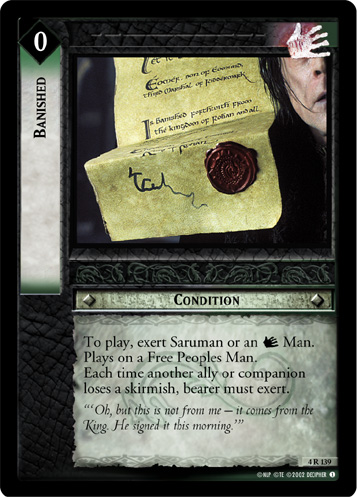 0
BANISHED
Éomer, son of Éomund,
third Marshal of Riddermark
Is banished forthwith from
the kingdom of Rohan and all
CONDITION
To play, exert Saruman or an Man.
Plays on a Free Peoples Man.
Each time another ally or companion
loses a skirmish, bearer must exert.
“‘Oh, but this is not from me – it comes from the
King. He signed it this morning.’”
4 R 139
©NLP ©TE ©2002 DECIPHER